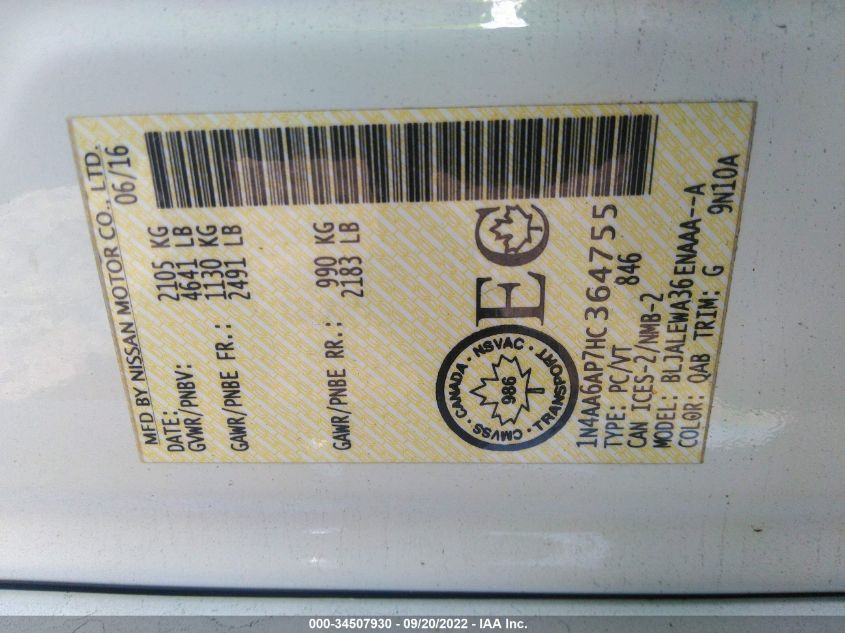 MFD BY NISSAN MOTOR CO., LTD.
DATE: 06/16
GVWR/PNBV: 2105 KG
4641 LB
GAWR/PNBE FR.: 1130 KG
2491 LB
GAWR/PNBE RR.: 990 KG
2183 LB
CANADA · NSVAC · TRANSPORT · CMVSS ·
986
EC
1N4AA6AP7HC364755
TYPE: PC/VT 846
CAN ICES-2/NMB-2
MODEL: BLJALEWA36ENAAA--A
COLOR: QAB TRIM: G 9N10A
000-34507930 - 09/20/2022 - IAA Inc.